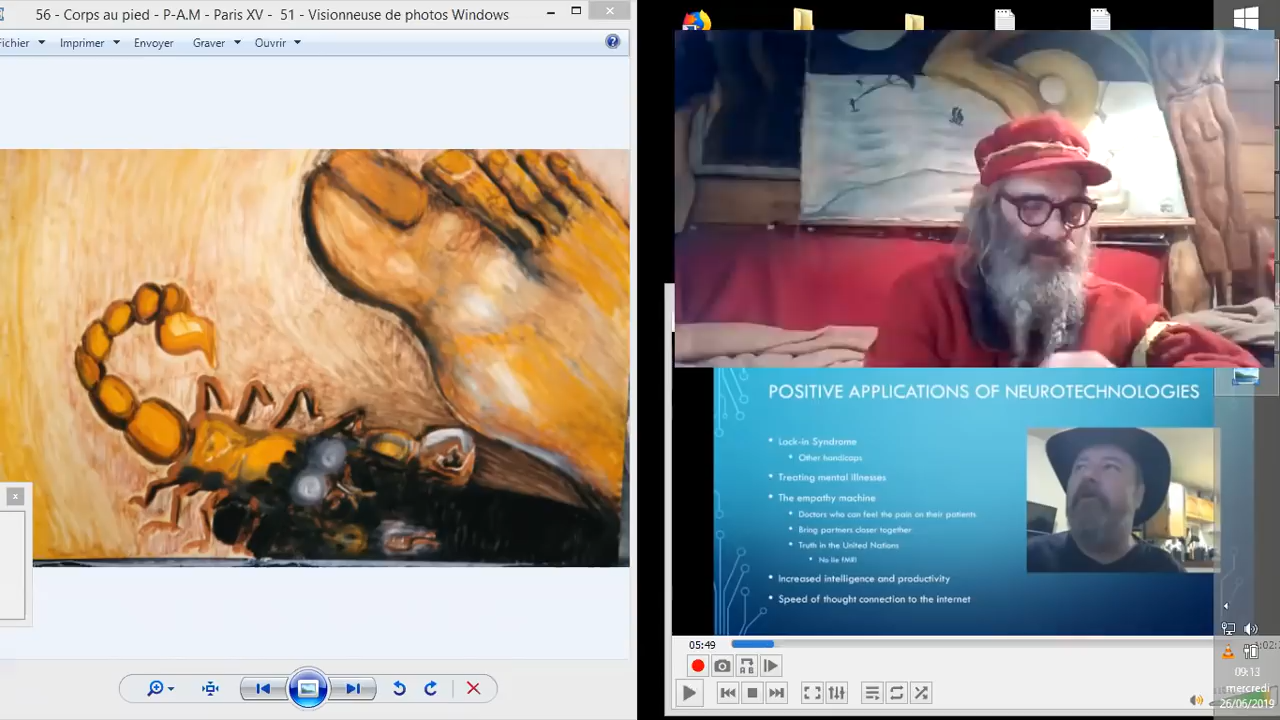 56 - Corps du pied - P-A-M - Paris XV - 51
Visionneuse de photos Windows
Imprimer
Envoyer
Graver
Ouvrir
POSITIVE APPLICATIONS OF NEUROTECHNOLOGIES
• Lock-in Syndrome
• Other handicaps
• Treating mental illnesses
• The empathy machine
• Doctors who can feel the pain on their patients
• Bring partners closer together
• Truth in the United Nations
• No lie fMRI
• Increased intelligence and productivity
• Speed of thought connection to the internet
05:49
09:13
mercredi
26/06/2019